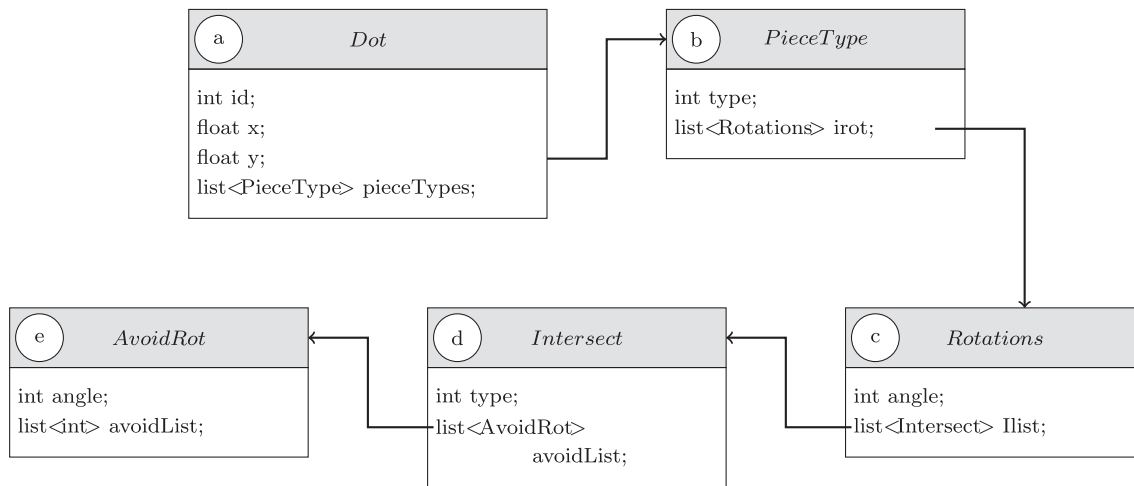 a
Dot
int id;
float x;
float y;
list<PieceType> pieceTypes;
b
PieceType
int type;
list<Rotations> irot;
e
AvoidRot
int angle;
list<int> avoidList;
d
Intersect
int type;
list<AvoidRot>
avoidList;
c
Rotations
int angle;
list<Intersect> Ilist;